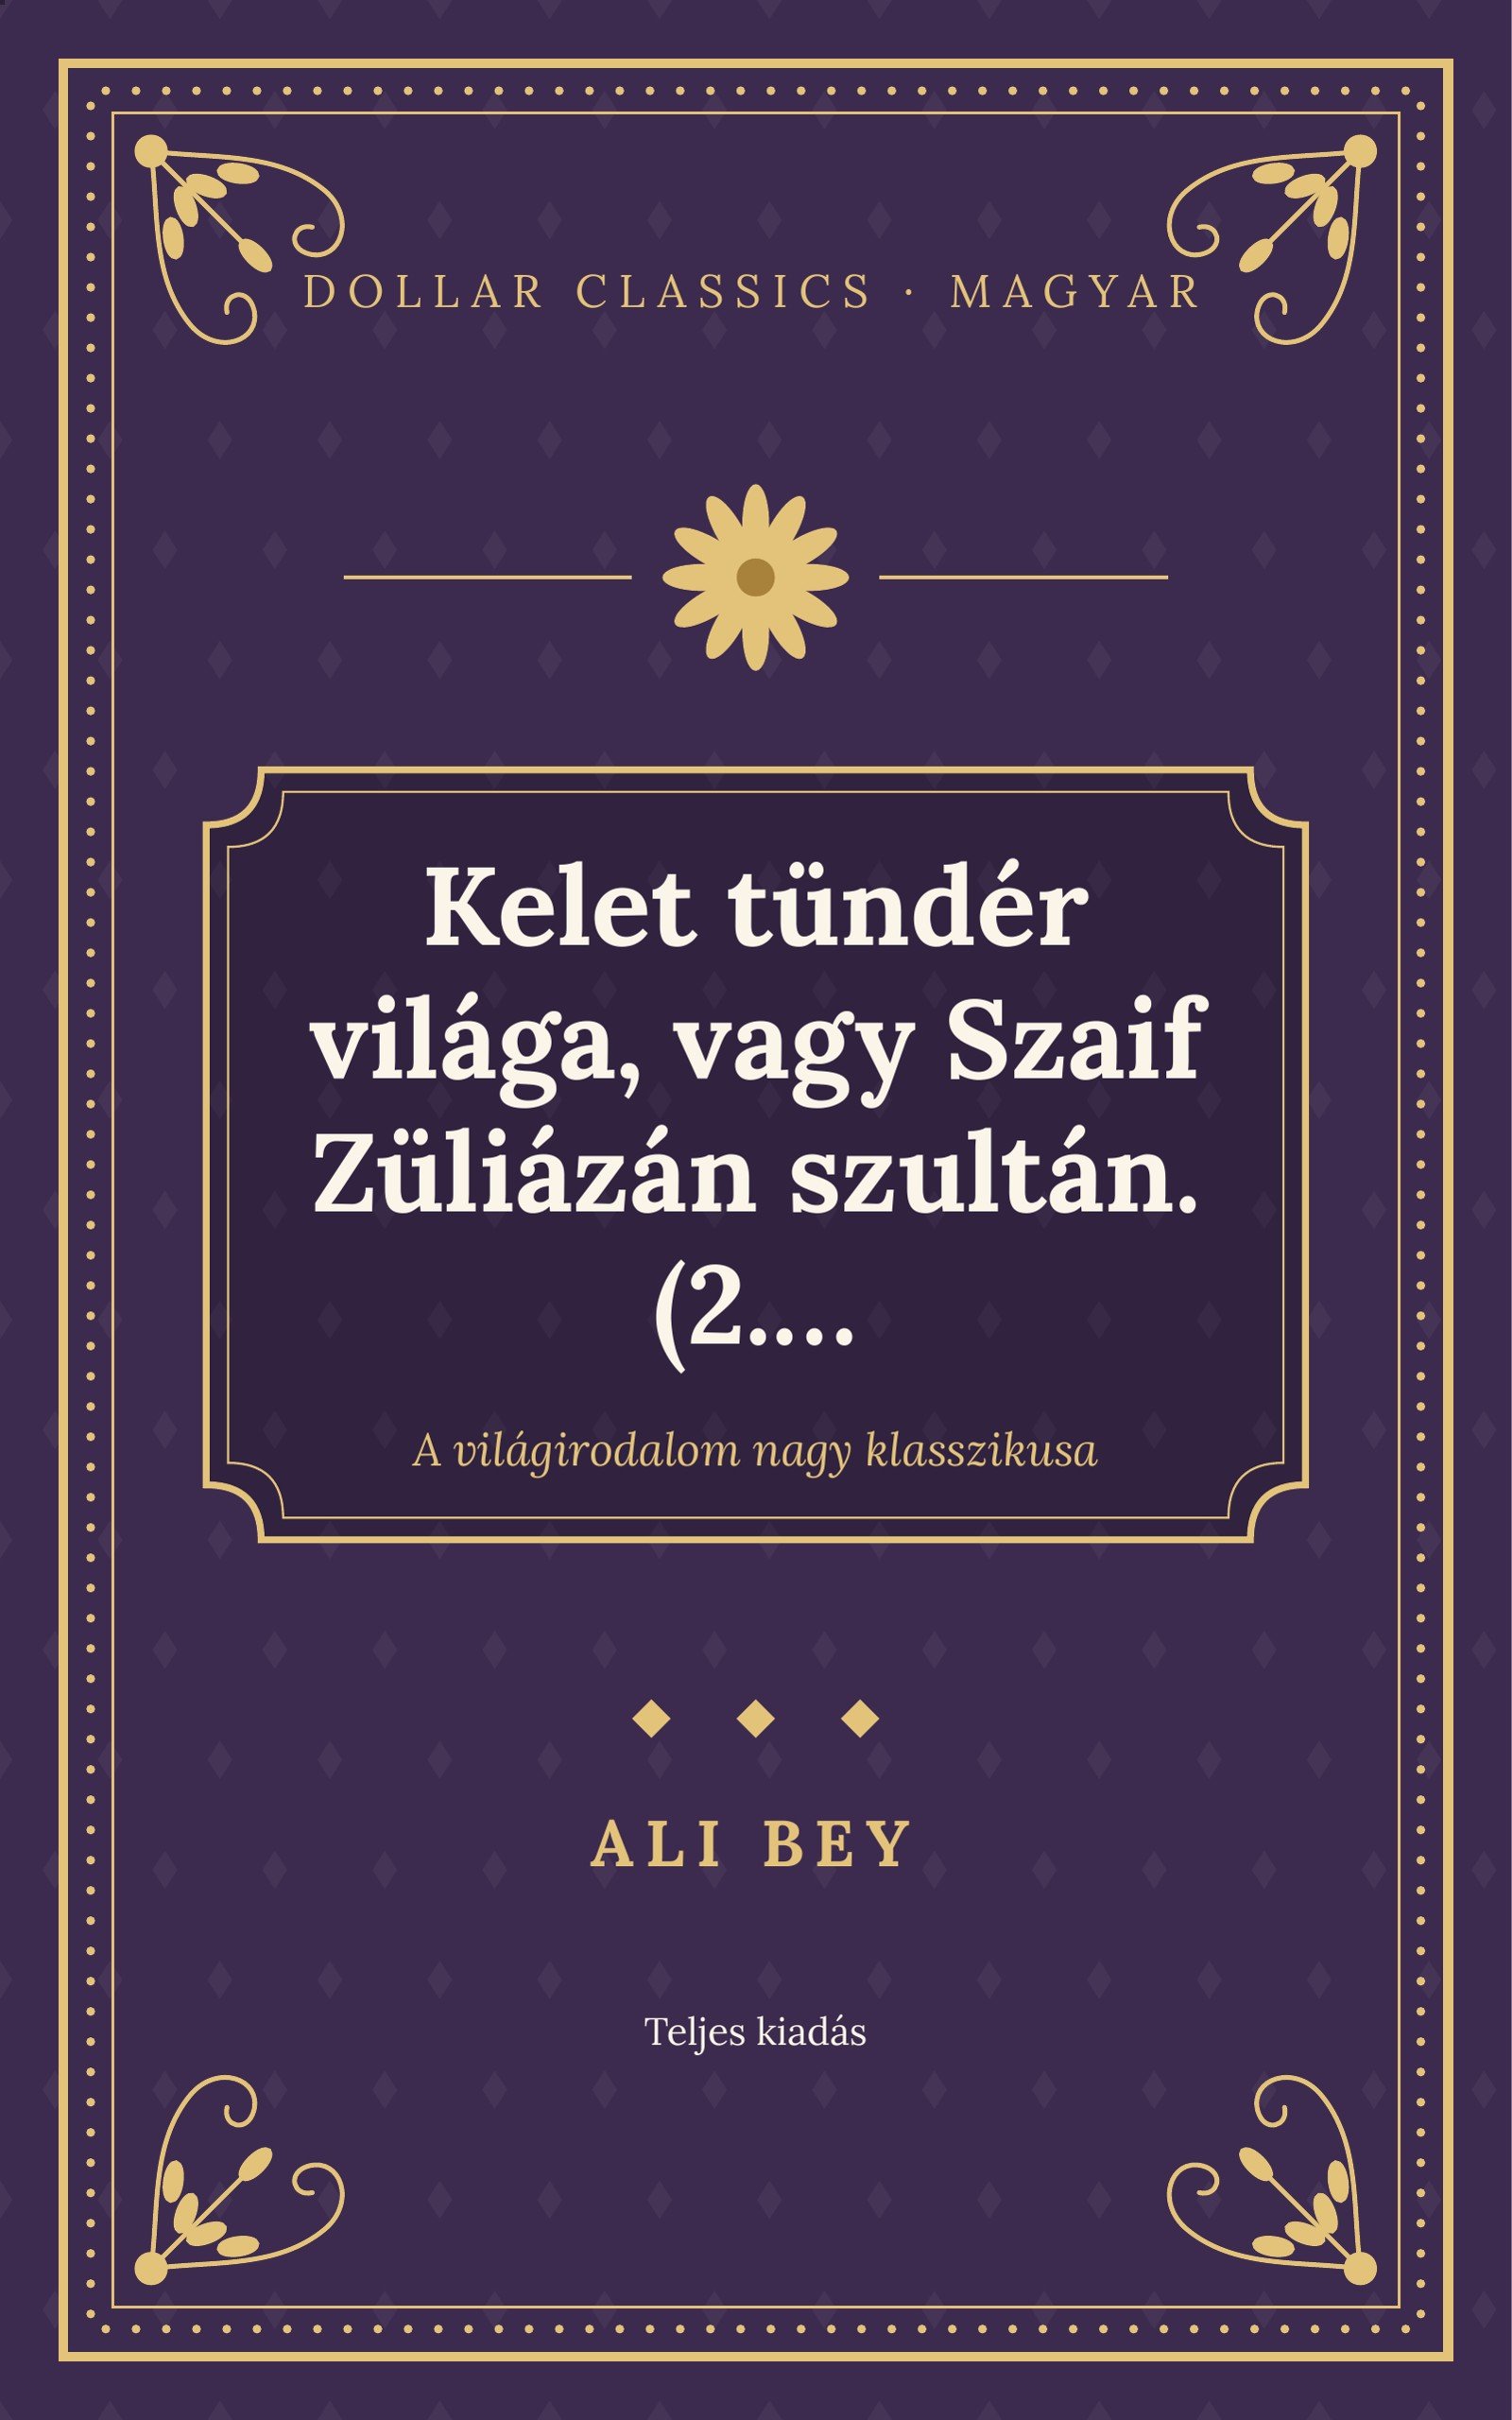 DOLLAR CLASSICS · MAGYAR
Kelet tündér
világa, vagy Szaif
Züliázán szultán.
(2....
A világirodalom nagy klasszikusa
ALI BEY
Teljes kiadás